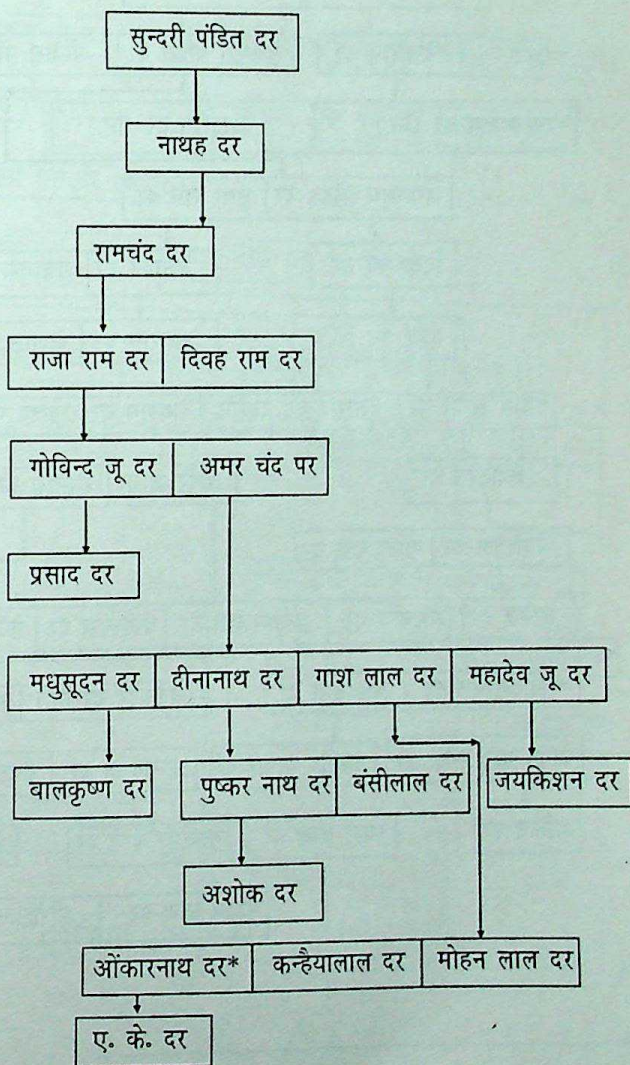 सुन्दरी पंडित दर
नाथह दर
रामचंद दर
राजा राम दर दिवह राम दर
गोविन्द जू दर अमर चंद पर
प्रसाद दर
मधुसूदन दर दीनानाथ दर गाश लाल दर महादेव जू दर
बालकृष्ण दर पुष्कर नाथ दर बंसीलाल दर जयकिशन दर
अशोक दर
ओंकारनाथ दर* कन्हैयालाल दर मोहन लाल दर
ए. के. दर